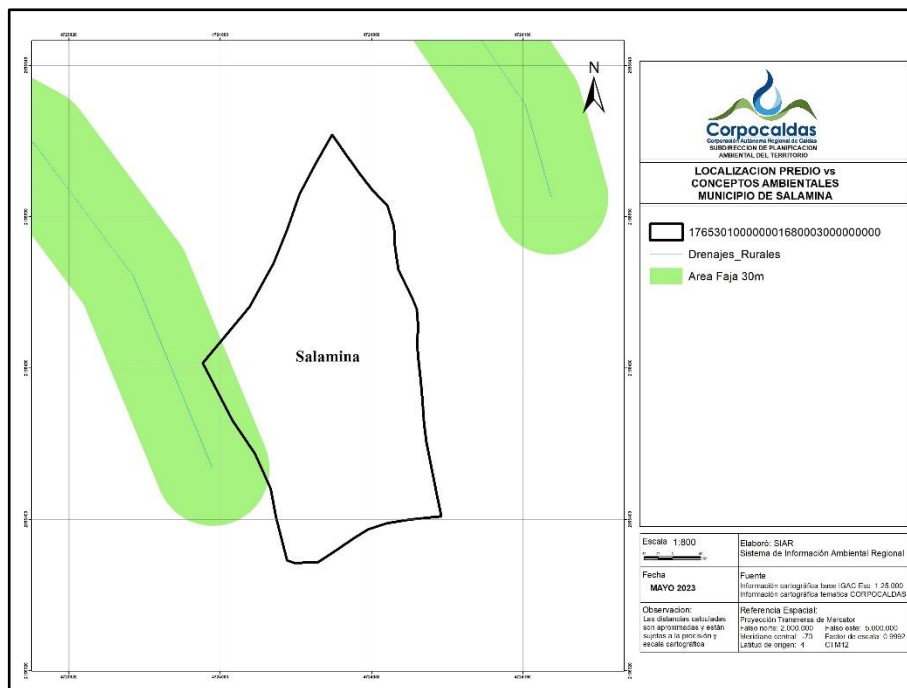 N
Salamina
Corpocaldas
Corporación Autónoma Regional de Caldas
SUBDIRECCION DE PLANIFICACION
AMBIENTAL DEL TERRITORIO
LOCALIZACION PREDIO vs
CONCEPTOS AMBIENTALES
MUNICIPIO DE SALAMINA
Drenajes_Rurales
Area Faja 30m
Escala 1:800
Elaboró: SIAR
Sistema de Información Ambiental Regional
Fecha
MAYO 2023
Fuente
Información cartográfica base IGAC Esc. 1:25.000
Información cartográfica tematica CORPOCALDAS
Observacion:
Las distancias calculadas
son aproximadas y están
sujetas a la precisión y
escala cartográfica
Referencia Espacial:
Proyección Transversa de Mercator
Falso norte: 2.000.000 Falso este: 5.000.000
Meridiano central: -73 Factor de escala: 0.9992
Latitud de origen: 4 CTM12